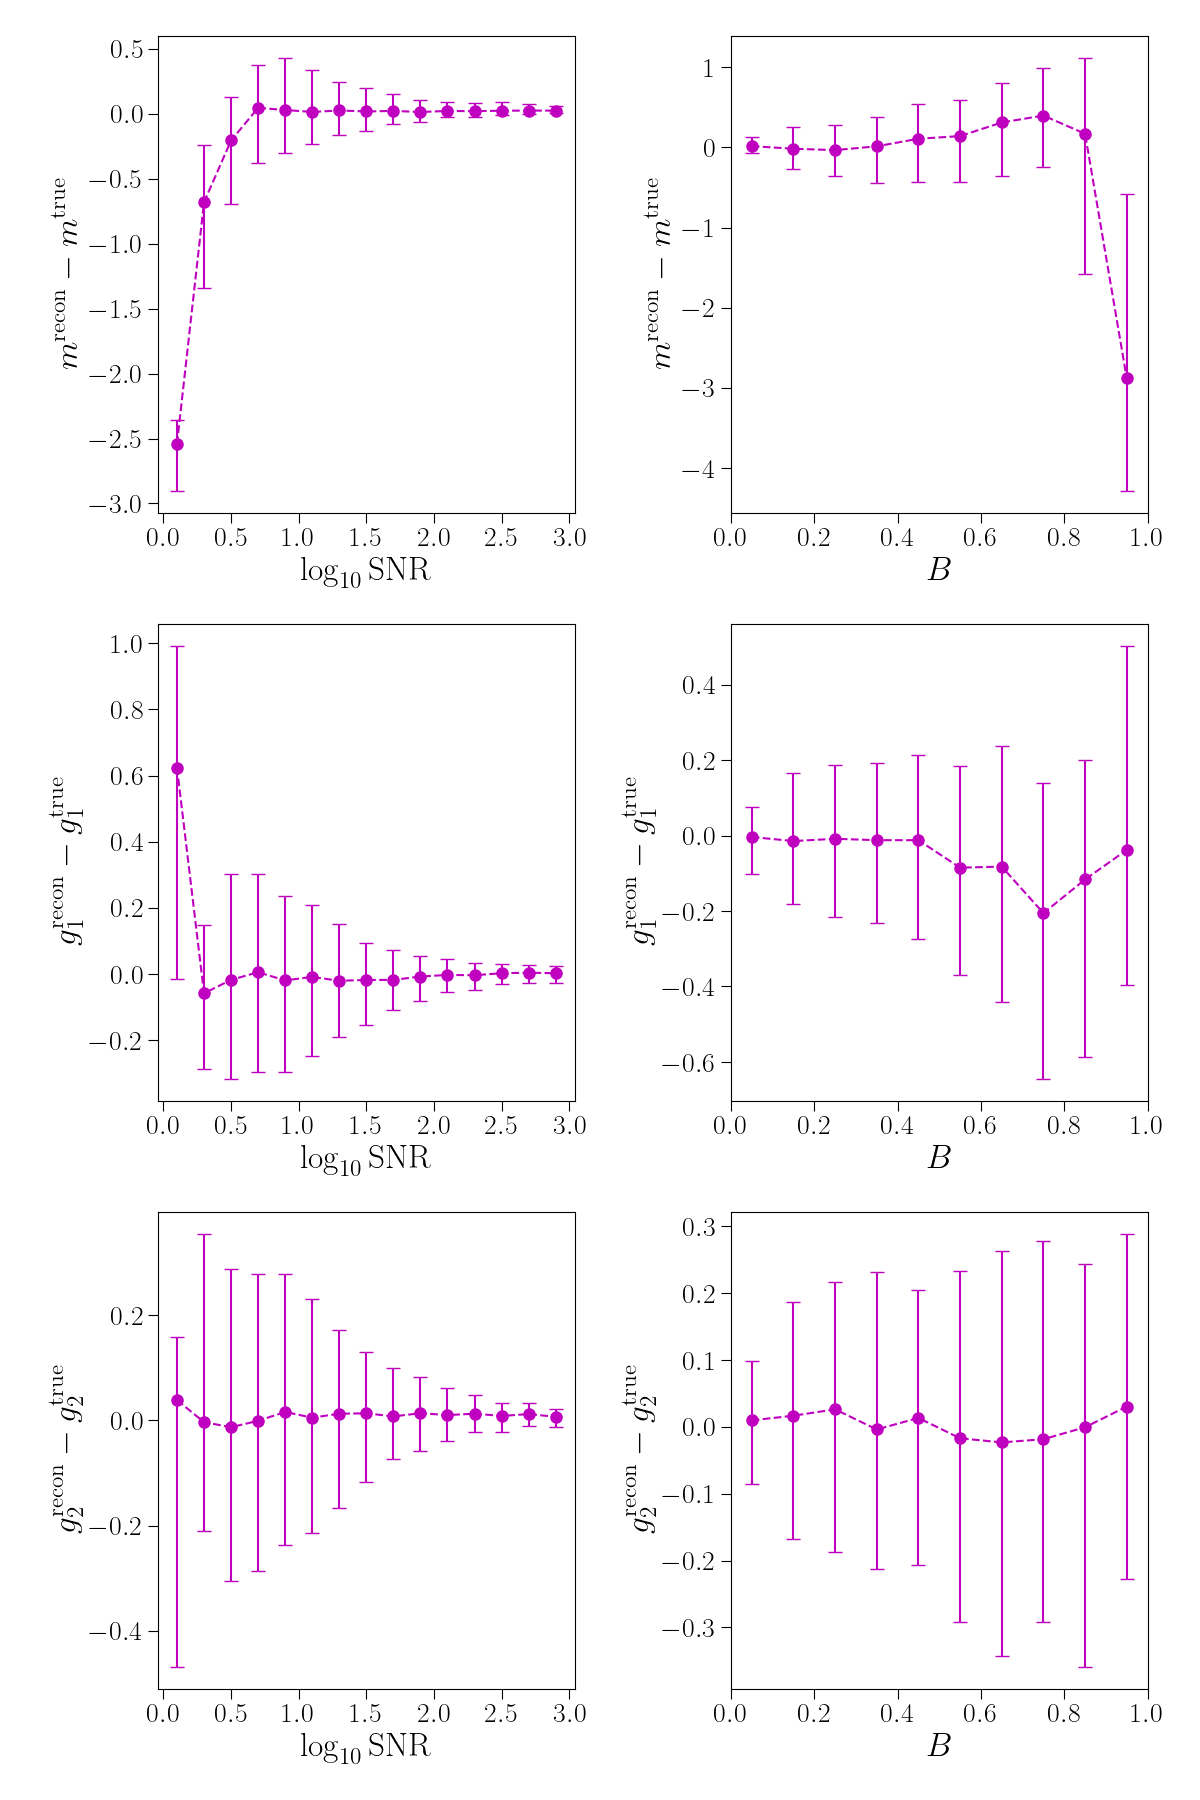 0.5
0.0
−0.5
−1.0
−1.5
−2.0
−2.5
−3.0
m^recon − m^true
0.0 0.5 1.0 1.5 2.0 2.5 3.0
log₁₀ SNR
1
0
−1
−2
−3
−4
m^recon − m^true
0.0 0.2 0.4 0.6 0.8 1.0
B
1.0
0.8
0.6
0.4
0.2
0.0
−0.2
g₁^recon − g₁^true
0.0 0.5 1.0 1.5 2.0 2.5 3.0
log₁₀ SNR
0.4
0.2
0.0
−0.2
−0.4
−0.6
g₁^recon − g₁^true
0.0 0.2 0.4 0.6 0.8 1.0
B
0.2
0.0
−0.2
−0.4
g₂^recon − g₂^true
0.0 0.5 1.0 1.5 2.0 2.5 3.0
log₁₀ SNR
0.3
0.2
0.1
0.0
−0.1
−0.2
−0.3
g₂^recon − g₂^true
0.0 0.2 0.4 0.6 0.8 1.0
B